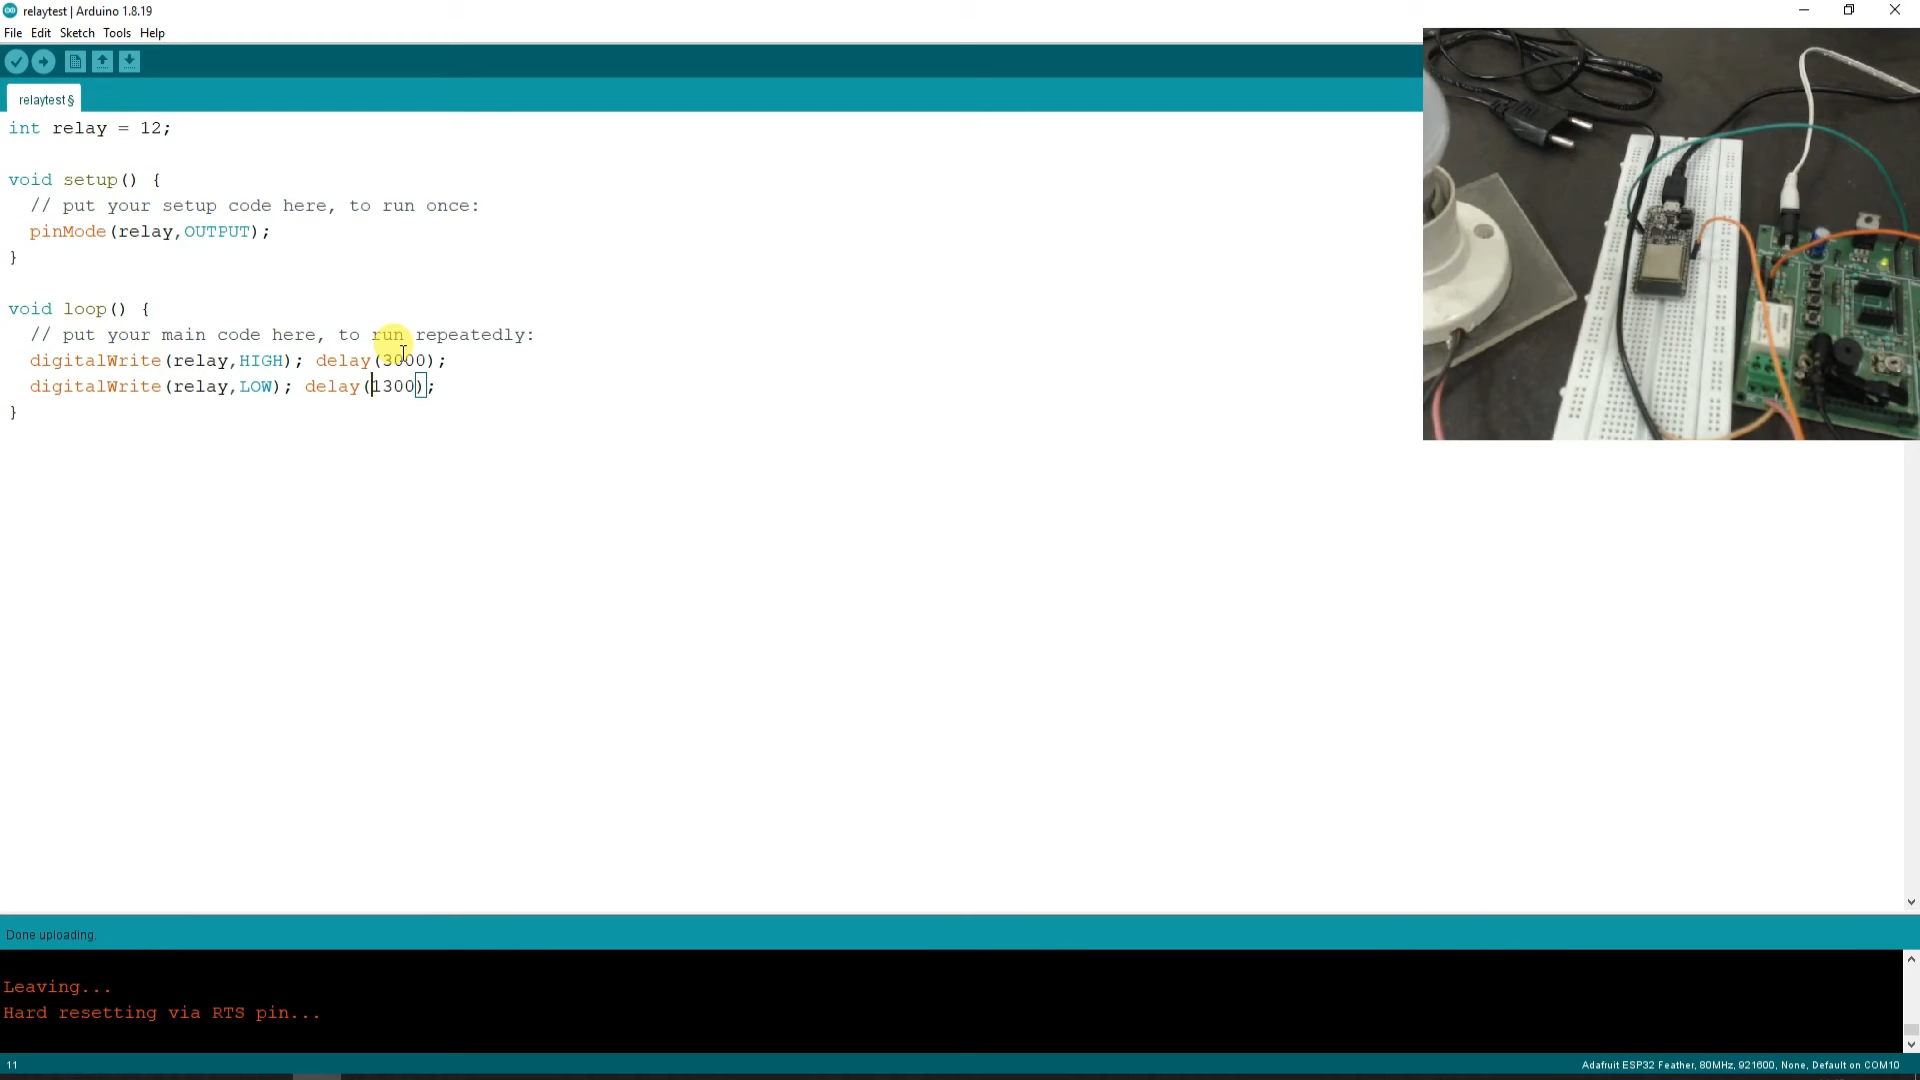 relaytest | Arduino 1.8.19
File Edit Sketch Tools Help
relaytest §
int relay = 12;
void setup() {
// put your setup code here, to run once:
pinMode(relay,OUTPUT);
}
void loop() {
// put your main code here, to run repeatedly:
digitalWrite(relay,HIGH); delay(3000);
digitalWrite(relay,LOW); delay(1300);
}
Done uploading.
Leaving...
Hard resetting via RTS pin...
11
Adafruit ESP32 Feather, 80MHz, 921600, None, Default on COM10